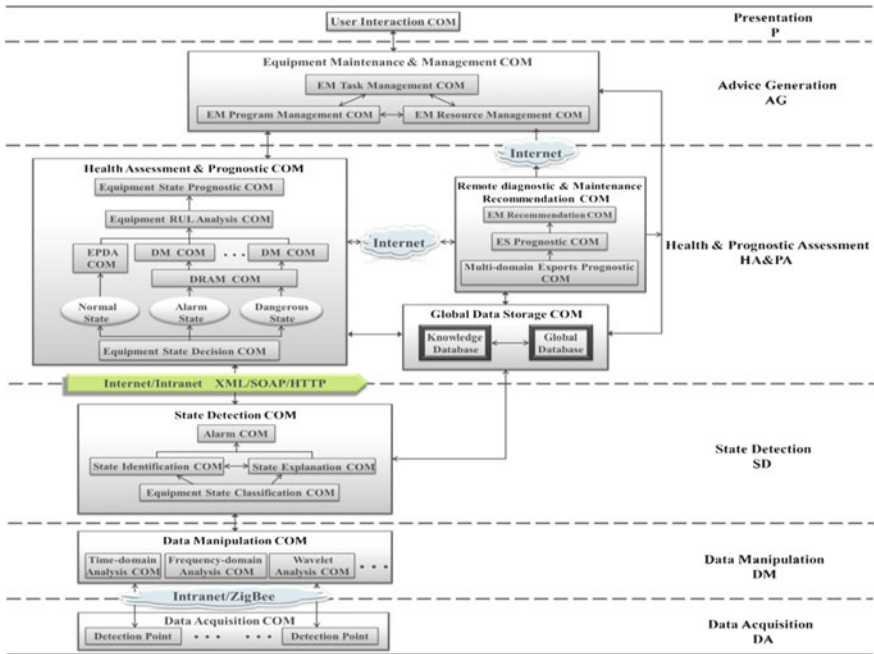 User Interaction COM
Presentation
P
Equipment Maintenance & Management COM
EM Task Management COM
EM Program Management COM
EM Resource Management COM
Advice Generation
AG
Internet
Health Assessment & Prognostic COM
Equipment State Prognostic COM
Equipment RUL Analysis COM
EPDA
COM
DM COM
. . .
DM COM
DRAM COM
Normal
State
Alarm
State
Dangerous
State
Equipment State Decision COM
Internet
Remote diagnostic & Maintenance
Recommendation COM
EM Recommendation COM
ES Prognostic COM
Multi-domain Exports Prognostic
COM
Global Data Storage COM
Knowledge
Database
Global
Database
Health & Prognostic Assessment
HA&PA
Internet/Intranet XML/SOAP/HTTP
State Detection COM
Alarm COM
State Identification COM
State Explanation COM
Equipment State Classification COM
State Detection
SD
Data Manipulation COM
Time-domain
Analysis COM
Frequency-domain
Analysis COM
Wavelet
Analysis COM
• • •
Data Manipulation
DM
Intranet/ZigBee
Data Acquisition COM
Detection Point
• • •
• • •
Detection Point
Data Acquisition
DA